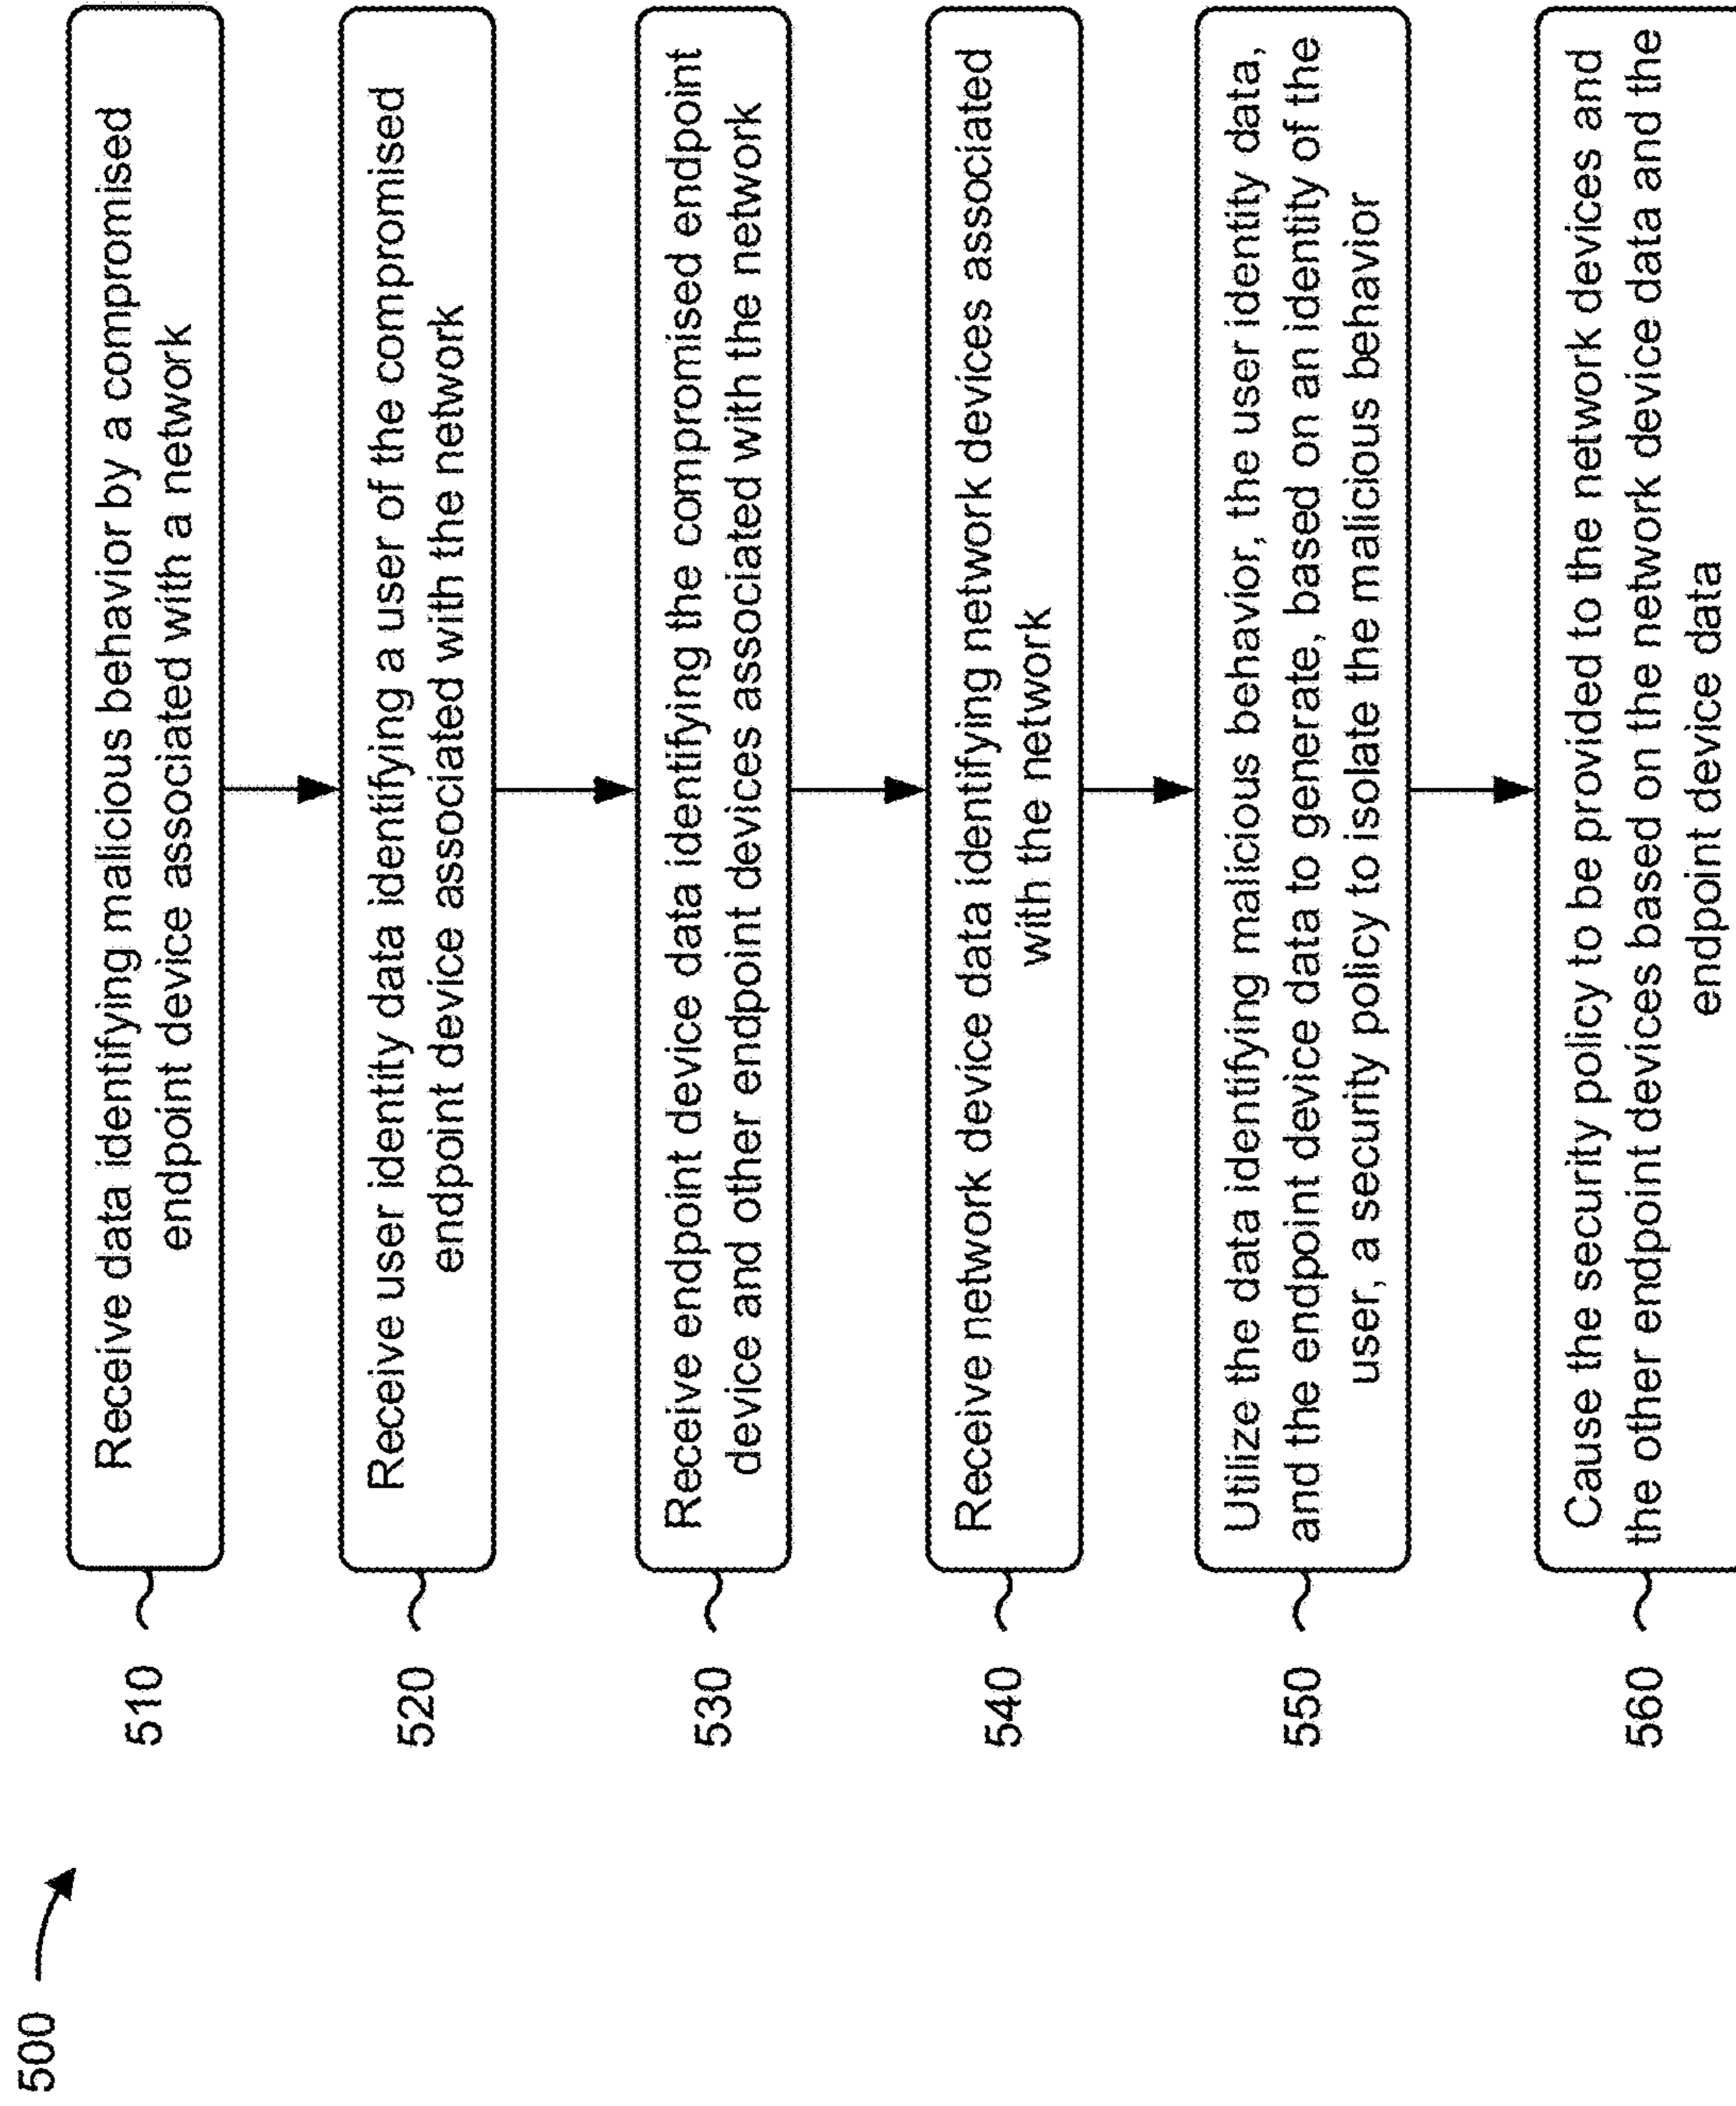 500
510
Receive data identifying malicious behavior by a compromised
endpoint device associated with a network
520
Receive user identity data identifying a user of the compromised
endpoint device associated with the network
530
Receive endpoint device data identifying the compromised endpoint
device and other endpoint devices associated with the network
540
Receive network device data identifying network devices associated
with the network
550
Utilize the data identifying malicious behavior, the user identity data,
and the endpoint device data to generate, based on an identity of the
user, a security policy to isolate the malicious behavior
560
Cause the security policy to be provided to the network devices and
the other endpoint devices based on the network device data and the
endpoint device data